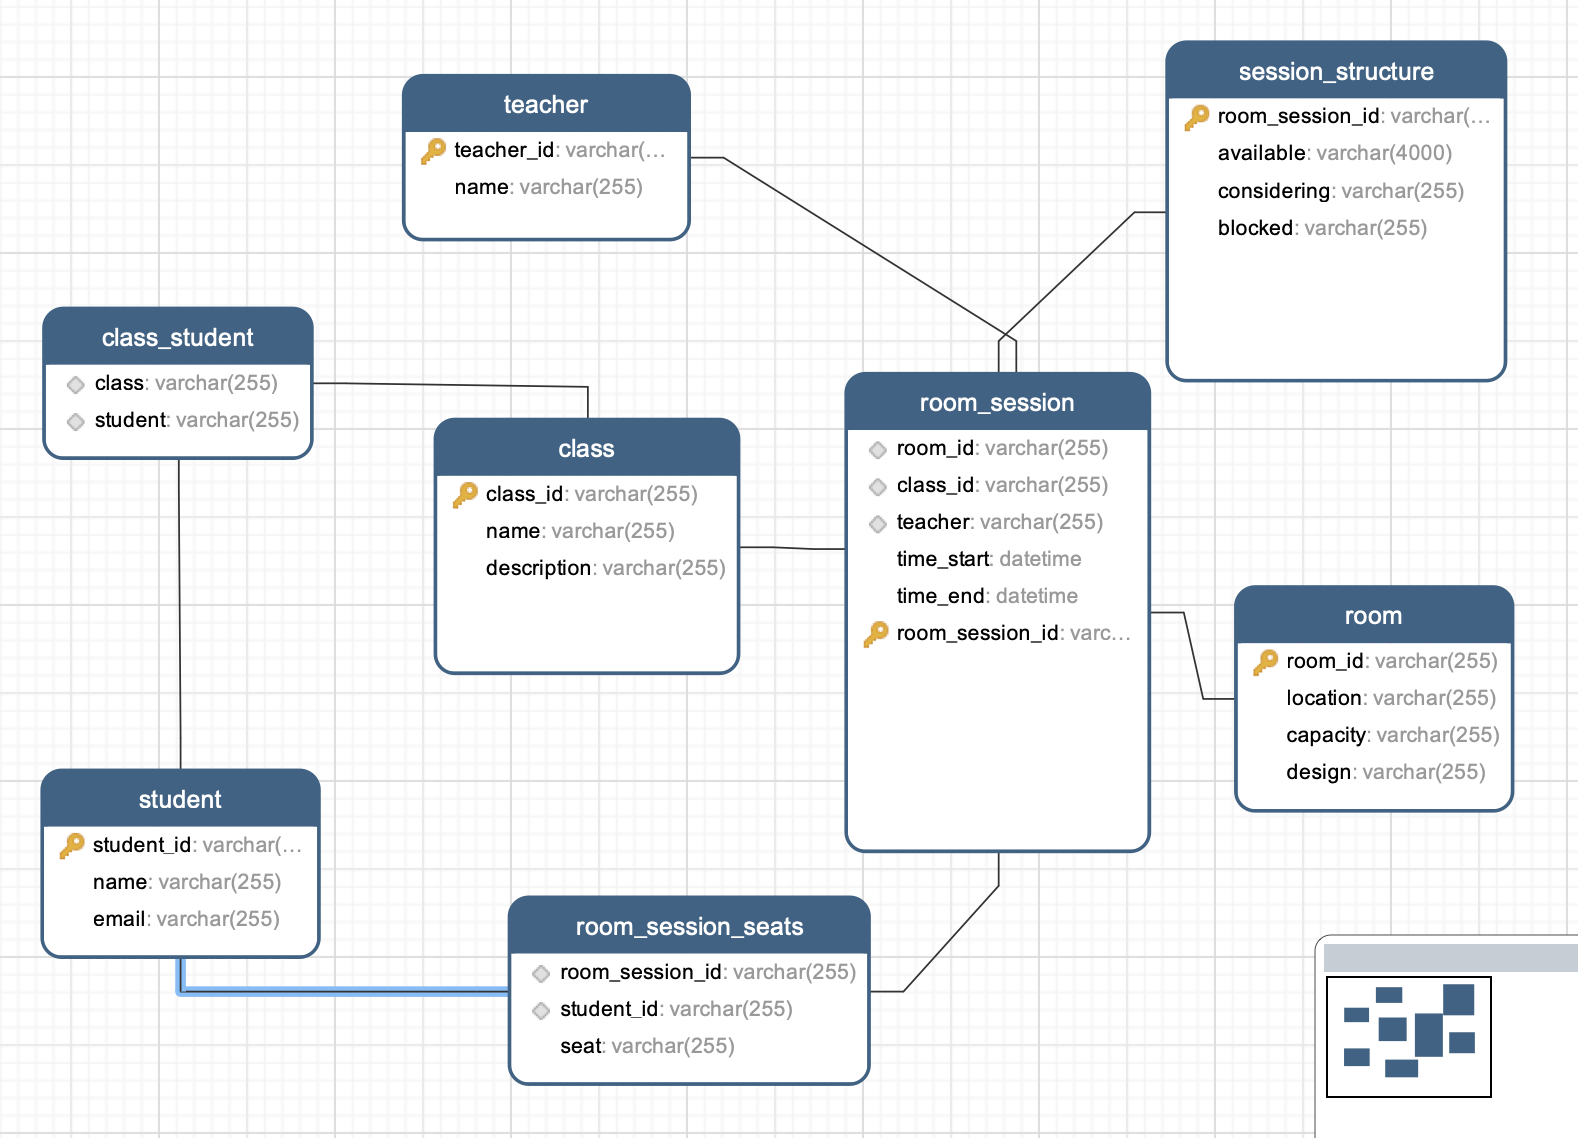 session_structure
room_session_id: varchar(...
available: varchar(4000)
considering: varchar(255)
blocked: varchar(255)
teacher
teacher_id: varchar(...
name: varchar(255)
class_student
class: varchar(255)
student: varchar(255)
class
class_id: varchar(255)
name: varchar(255)
description: varchar(255)
room_session
room_id: varchar(255)
class_id: varchar(255)
teacher: varchar(255)
time_start: datetime
time_end: datetime
room_session_id: varc...
room
room_id: varchar(255)
location: varchar(255)
capacity: varchar(255)
design: varchar(255)
student
student_id: varchar(...
name: varchar(255)
email: varchar(255)
room_session_seats
room_session_id: varchar(255)
student_id: varchar(255)
seat: varchar(255)